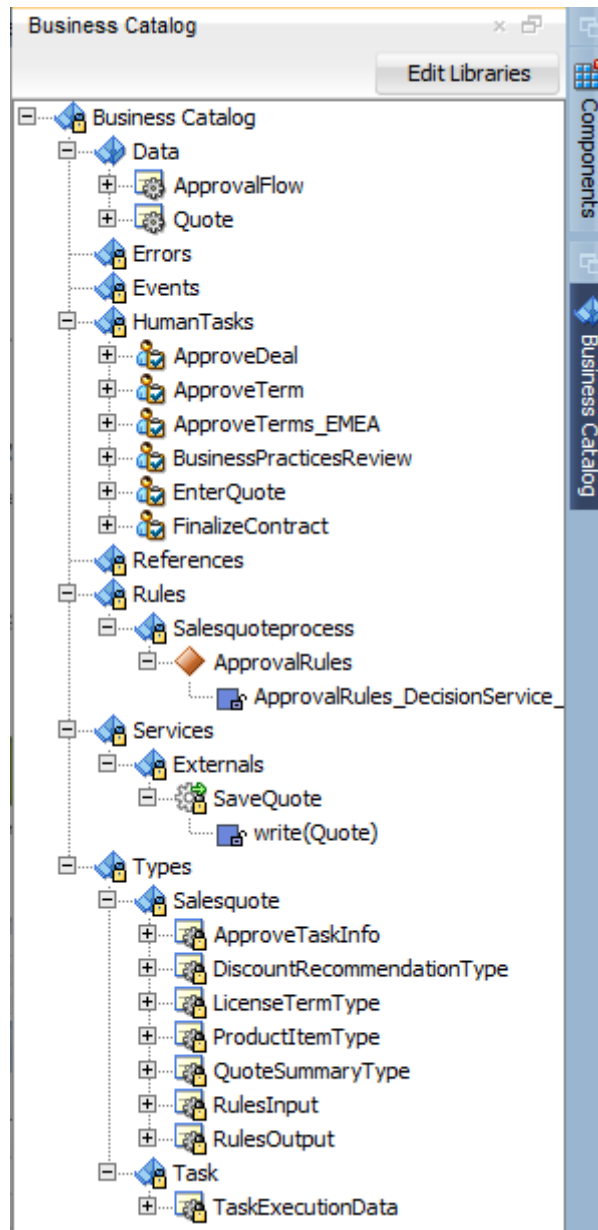 Business Catalog
Edit Libraries
Business Catalog
Data
ApprovalFlow
Quote
Errors
Events
HumanTasks
ApproveDeal
ApproveTerm
ApproveTerms_EMEA
BusinessPracticesReview
EnterQuote
FinalizeContract
References
Rules
Salesquoteprocess
ApprovalRules
ApprovalRules_DecisionService_
Services
Externals
SaveQuote
write(Quote)
Types
Salesquote
ApproveTaskInfo
DiscountRecommendationType
LicenseTermType
ProductItemType
QuoteSummaryType
RulesInput
RulesOutput
Task
TaskExecutionData
Components
Business Catalog